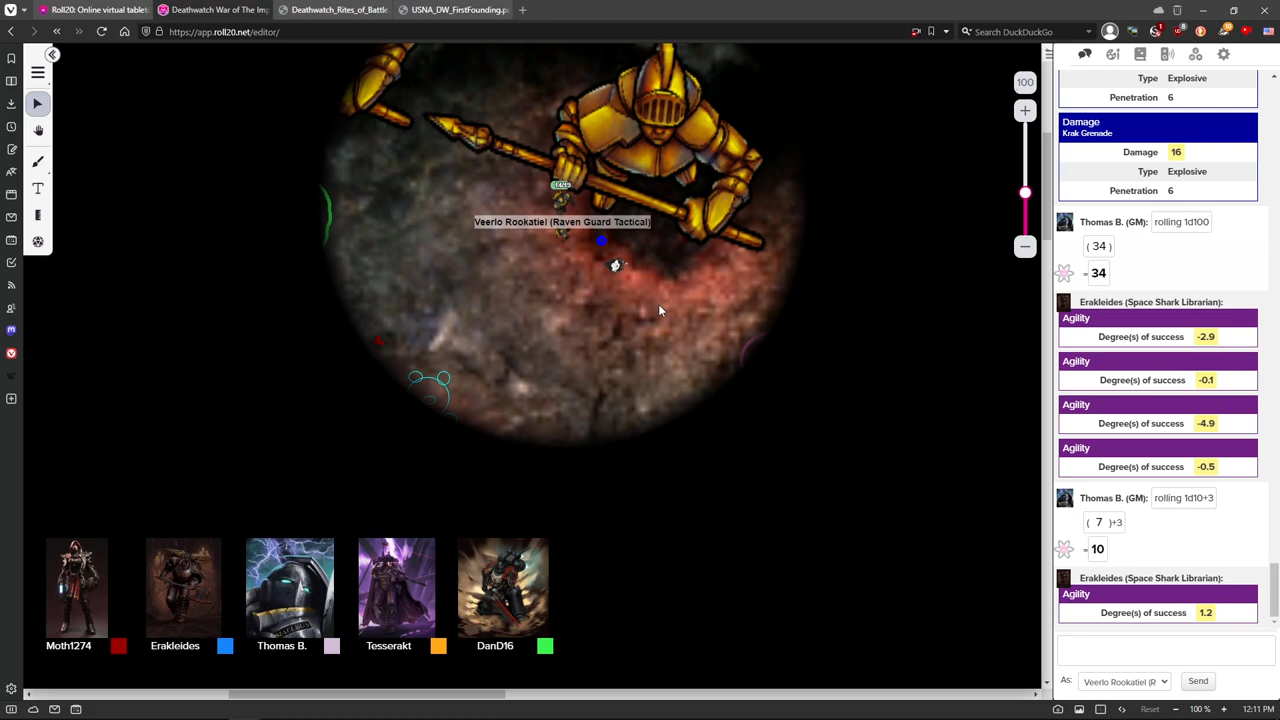 Roll20: Online virtual tablet
Deathwatch War of The Im
Deathwatch_Rites_of_Battle
USNA_DW_FirstFounding.p
https://app.roll20.net/editor/
Search DuckDuckGo
100
14/19
Veerlo Rookatiel (Raven Guard Tactical)
Moth1274
Erakleides
Thomas B.
Tesserakt
DanD16
Type Explosive
Penetration 6
Damage
Krak Grenade
Damage 16
Type Explosive
Penetration 6
Thomas B. (GM): rolling 1d100
( 34 )
= 34
Erakleides (Space Shark Librarian):
Agility
Degree(s) of success -2.9
Agility
Degree(s) of success -0.1
Agility
Degree(s) of success -4.9
Agility
Degree(s) of success -0.5
Thomas B. (GM): rolling 1d10+3
( 7 )+3
= 10
Erakleides (Space Shark Librarian):
Agility
Degree(s) of success 1.2
As: Veerlo Rookatiel (R Send
Reset 100 % 12:11 PM